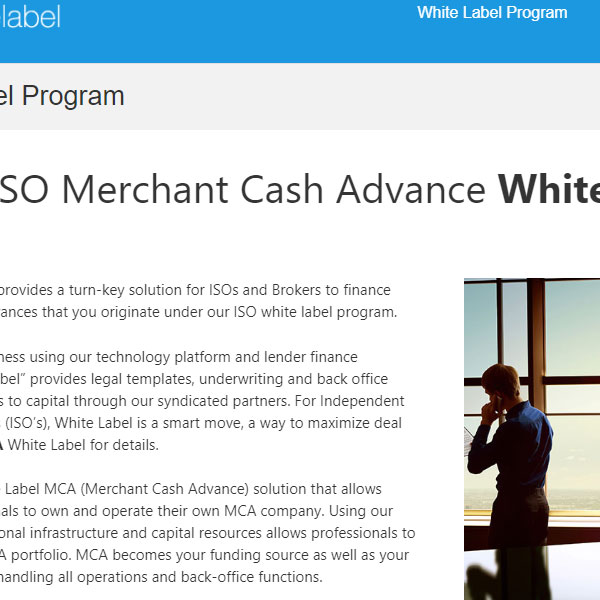 label
White Label Program
el Program
SO Merchant Cash Advance White
provides a turn-key solution for ISOs and Brokers to finance
ances that you originate under our ISO white label program.
ness using our technology platform and lender finance
bel” provides legal templates, underwriting and back office
s to capital through our syndicated partners. For Independent
(ISO’s), White Label is a smart move, a way to maximize deal
A White Label for details.
Label MCA (Merchant Cash Advance) solution that allows
als to own and operate their own MCA company. Using our
onal infrastructure and capital resources allows professionals to
A portfolio. MCA becomes your funding source as well as your
handling all operations and back-office functions.